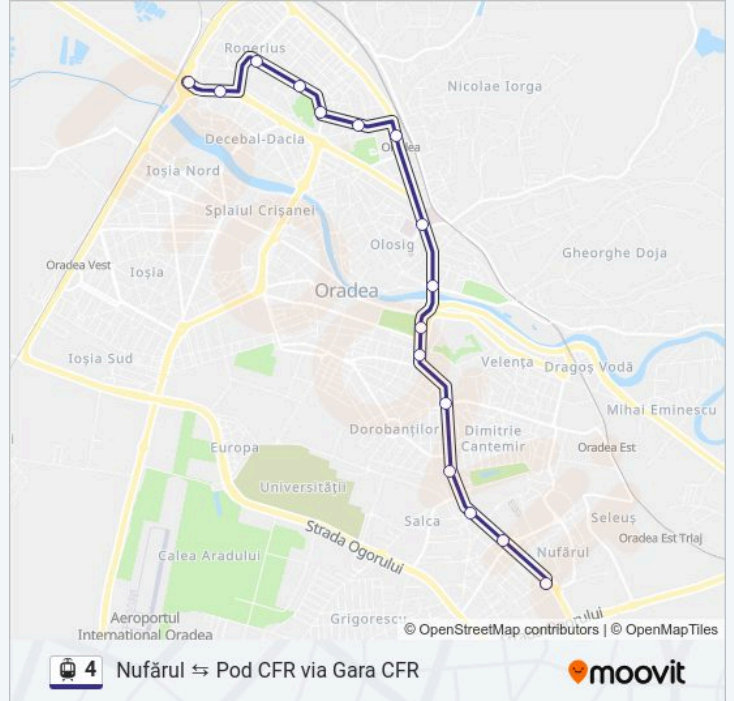 Rogerius
Nicolae Iorga
Decebal-Dacia
Oradea
Ioșia Nord
Splaiul Crișanei
Olosig
Gheorghe Doja
Oradea Vest
Ioșia
Oradea
Ioșia Sud
Velența
Dragoș Vodă
Mihai Eminescu
Dorobanților
Dimitrie
Cantemir
Oradea Est
Europa
Universității
Salca
Seleuș
Strada Ogorului
Oradea Est Triaj
Nufărul
Calea Aradului
Aeroportul
Internațional Oradea
Grigorescu
© OpenStreetMap contributors | © OpenMapTiles
4 Nufărul ⇆ Pod CFR via Gara CFR
moovit